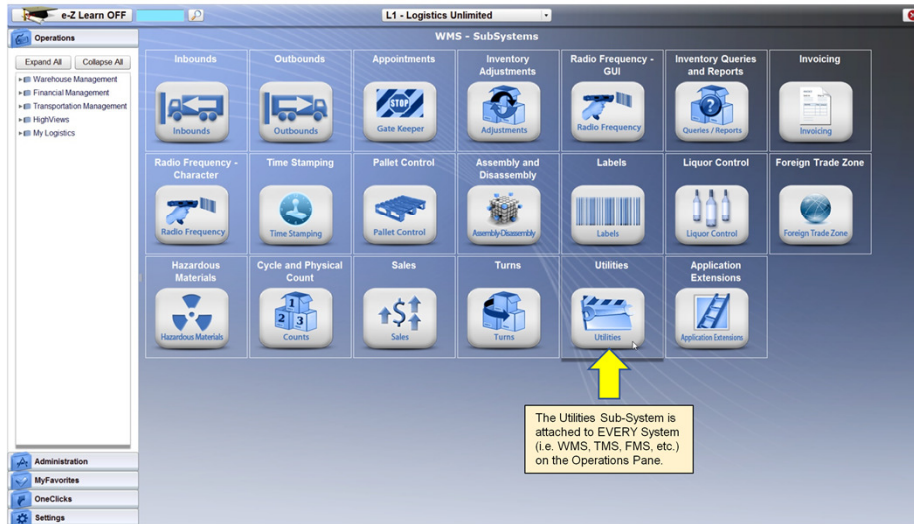 e-Z Learn OFF
L1 - Logistics Unlimited
Operations
Expand All Collapse All
Warehouse Management
Financial Management
Transportation Management
HighViews
My Logistics
Administration
MyFavorites
OneClicks
Settings
WMS - SubSystems
Inbounds
Inbounds
Outbounds
Outbounds
Appointments
STOP
Gate Keeper
Inventory
Adjustments
Adjustments
Radio Frequency -
GUI
Radio Frequency
Inventory Queries
and Reports
Queries / Reports
Invoicing
Invoicing
Radio Frequency -
Character
Radio Frequency
Time Stamping
Time Stamping
Pallet Control
Pallet Control
Assembly and
Disassembly
Assembly-Disassembly
Labels
Labels
Liquor Control
Liquor Control
Foreign Trade Zone
Foreign Trade Zone
Hazardous
Materials
Hazardous Materials
Cycle and Physical
Count
1
2 3
Counts
Sales
$
Sales
Turns
Turns
Utilities
Utilities
Application
Extensions
Application Extensions
The Utilities Sub-System is
attached to EVERY System
(i.e. WMS, TMS, FMS, etc.)
on the Operations Pane.